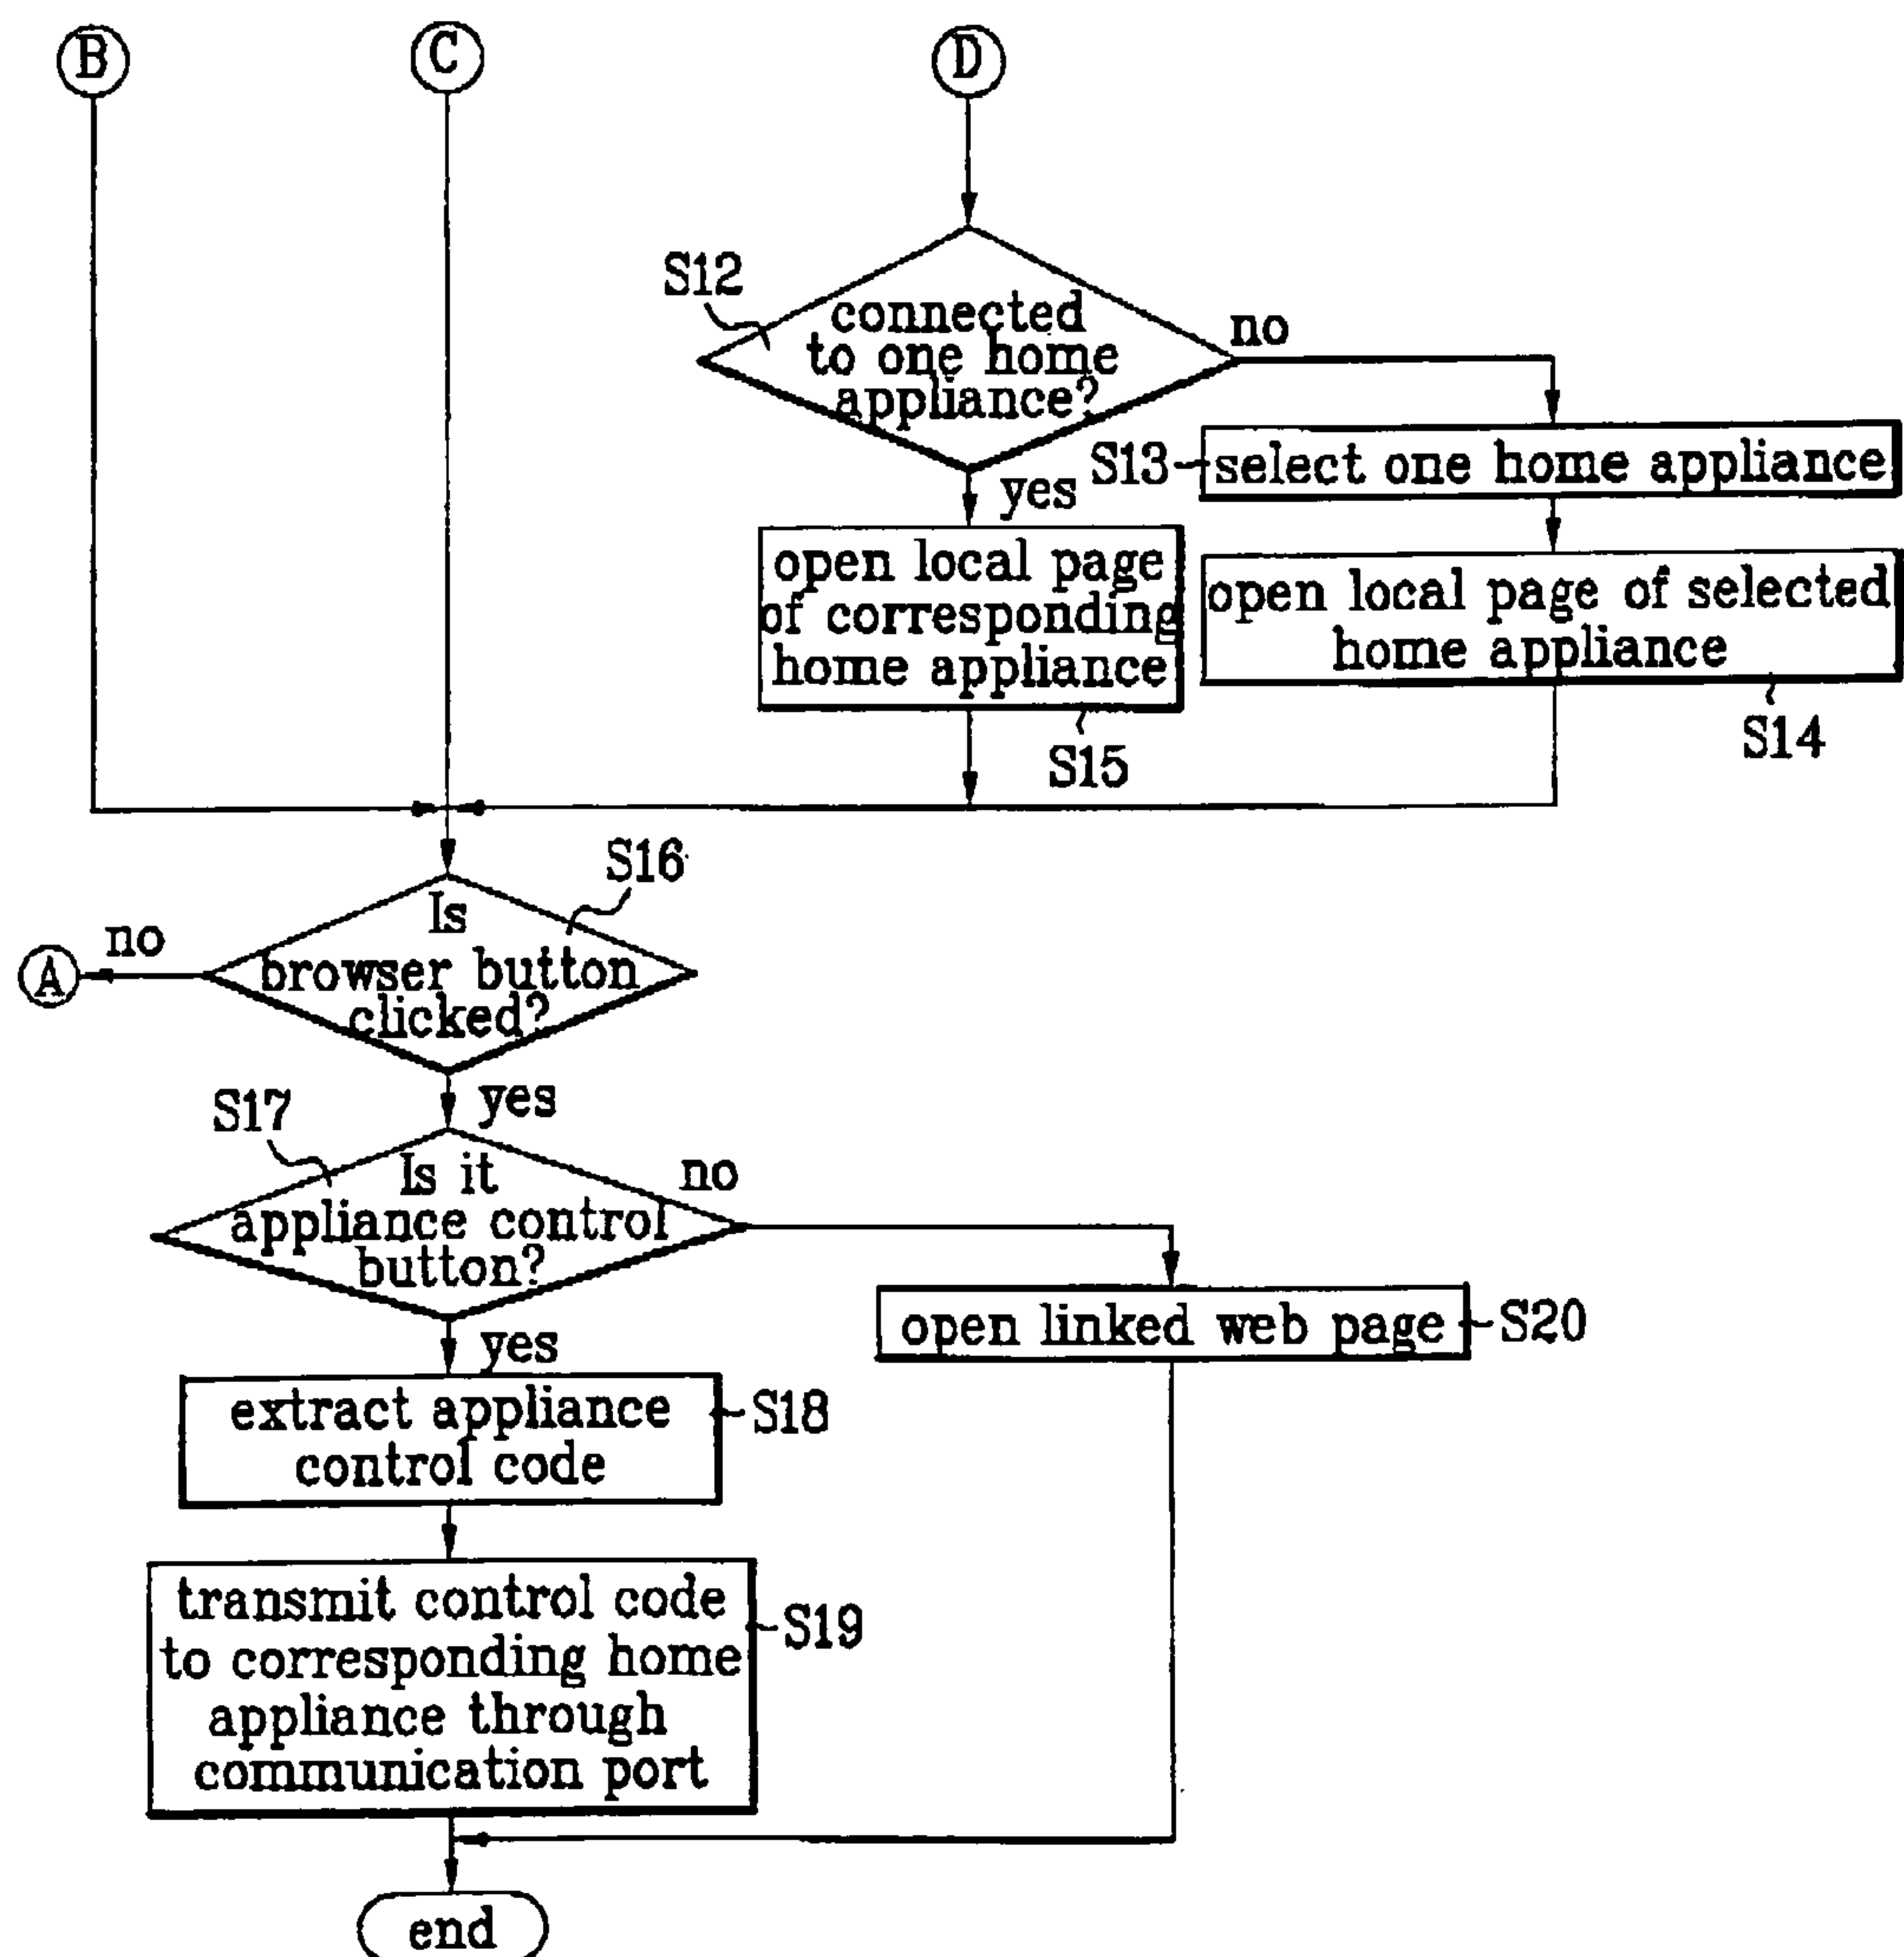 B
C
D
S12
connected
to one home
appliance?
no
yes
S13
select one home appliance
open local page
of corresponding
home appliance
S15
open local page of selected
home appliance
S14
S16
Is
browser button
clicked?
no
A
yes
S17
Is it
appliance control
button?
no
open linked web page
S20
yes
extract appliance
control code
S18
transmit control code
to corresponding home
appliance through
communication port
S19
end